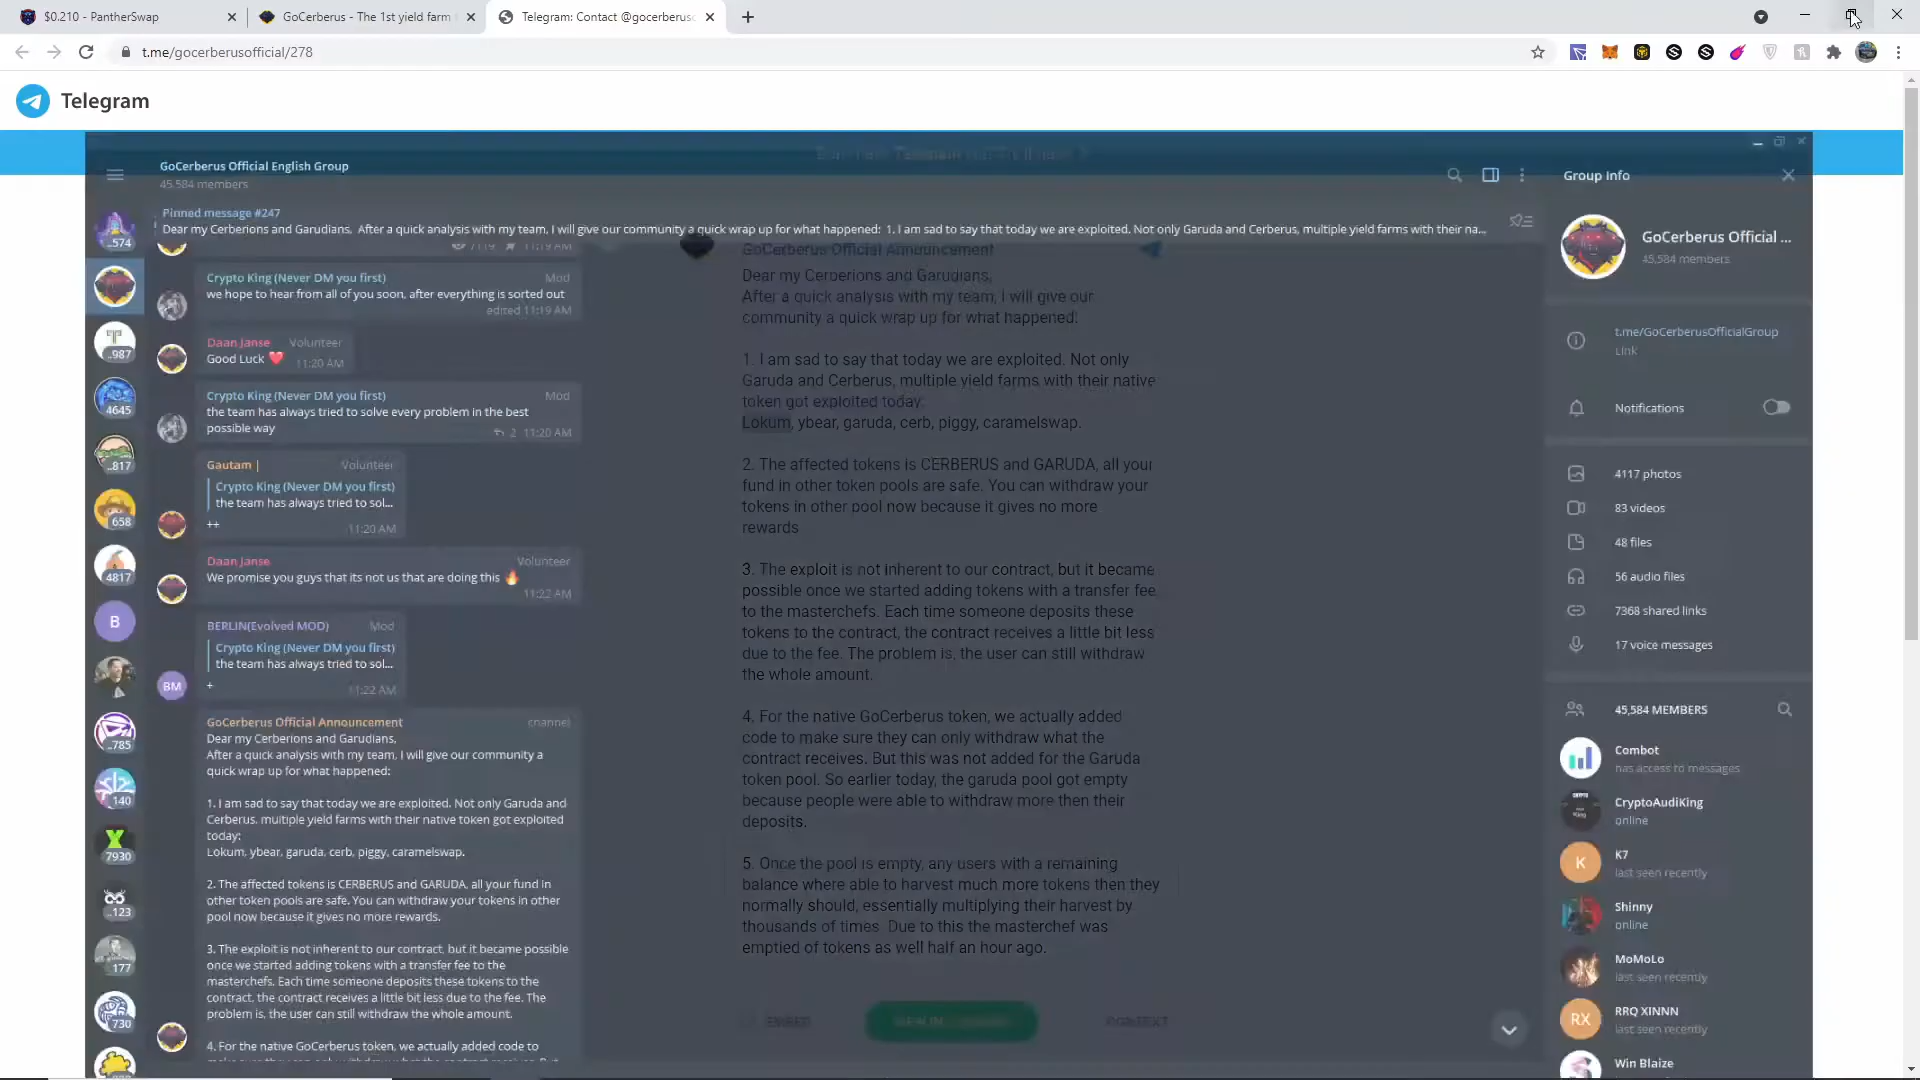 $0.210 - PantherSwap
GoCerberus - The 1st yield farm
Telegram: Contact @gocerberusc
t.me/gocerberusofficial/278
Telegram
GoCerberus Official English Group
45,584 members
Pinned message #247
Dear my Cerberions and Garudians, After a quick analysis with my team, I will give our community a quick wrap up for what happened: 1. I am sad to say that today we are exploited. Not only Garuda and Cerberus, multiple yield farms with their na...
7119 11:19 AM
Crypto King (Never DM you first) Mod
we hope to hear from all of you soon, after everything is sorted out
edited 11:19 AM
Daan Janse Volunteer
Good Luck ❤️ 11:20 AM
Crypto King (Never DM you first) Mod
the team has always tried to solve every problem in the best
possible way
2 11:20 AM
Gautam | Volunteer
Crypto King (Never DM you first)
the team has always tried to sol...
++
11:20 AM
Daan Janse Volunteer
We promise you guys that its not us that are doing this 🔥
11:22 AM
BERLIN(Evolved MOD) Mod
Crypto King (Never DM you first)
the team has always tried to sol...
+
11:22 AM
BM
GoCerberus Official Announcement channel
Dear my Cerberions and Garudians,
After a quick analysis with my team, I will give our community a
quick wrap up for what happened:
1. I am sad to say that today we are exploited. Not only Garuda and
Cerberus, multiple yield farms with their native token got exploited
today:
Lokum, ybear, garuda, cerb, piggy, caramelswap.
2. The affected tokens is CERBERUS and GARUDA, all your fund in
other token pools are safe. You can withdraw your tokens in other
pool now because it gives no more rewards.
3. The exploit is not inherent to our contract, but it became possible
once we started adding tokens with a transfer fee to the
masterchefs. Each time someone deposits these tokens to the
contract, the contract receives a little bit less due to the fee. The
problem is, the user can still withdraw the whole amount.
4. For the native GoCerberus token, we actually added code to
..574
..987
4645
..817
658
4817
B
..785
140
7930
..123
177
730
GoCerberus Official Announcement
Dear my Cerberions and Garudians,
After a quick analysis with my team, I will give our
community a quick wrap up for what happened:
1. I am sad to say that today we are exploited. Not only
Garuda and Cerberus, multiple yield farms with their native
token got exploited today:
Lokum, ybear, garuda, cerb, piggy, caramelswap.
2. The affected tokens is CERBERUS and GARUDA, all your
fund in other token pools are safe. You can withdraw your
tokens in other pool now because it gives no more
rewards
3. The exploit is not inherent to our contract, but it became
possible once we started adding tokens with a transfer fee
to the masterchefs. Each time someone deposits these
tokens to the contract, the contract receives a little bit less
due to the fee. The problem is, the user can still withdraw
the whole amount.
4. For the native GoCerberus token, we actually added
code to make sure they can only withdraw what the
contract receives. But this was not added for the Garuda
token pool. So earlier today, the garuda pool got empty
because people were able to withdraw more then their
deposits.
5. Once the pool is empty, any users with a remaining
balance where able to harvest much more tokens then they
normally should, essentially multiplying their harvest by
thousands of times. Due to this the masterchef was
emptied of tokens as well half an hour ago.
EMBED
VIEW IN
CONTEXT
Group Info
GoCerberus Official ...
45,584 members
t.me/GoCerberusOfficialGroup
Link
Notifications
4117 photos
83 videos
48 files
56 audio files
7368 shared links
17 voice messages
45,584 MEMBERS
Combot
has access to messages
CryptoAudiKing
online
K
K7
last seen recently
Shinny
online
MoMoLo
last seen recently
RX
RRQ XINNN
last seen recently
Win Blaize